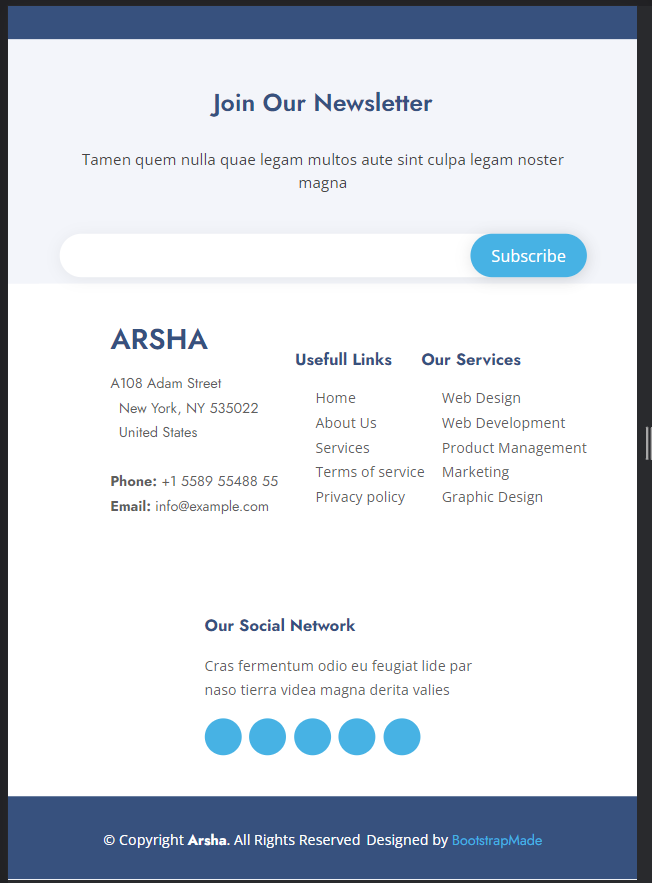 Join Our Newsletter
Tamen quem nulla quae legam multos aute sint culpa legam noster
magna
Subscribe
ARSHA
A108 Adam Street
New York, NY 535022
United States
Phone: +1 5589 55488 55
Email: info@example.com
Usefull Links
Home
About Us
Services
Terms of service
Privacy policy
Our Services
Web Design
Web Development
Product Management
Marketing
Graphic Design
Our Social Network
Cras fermentum odio eu feugiat lide par
naso tierra videa magna derita valies
© Copyright Arsha. All Rights Reserved Designed by BootstrapMade